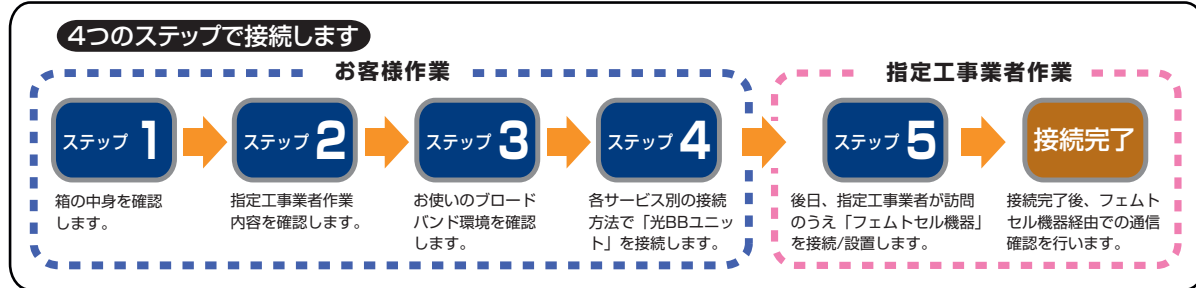 4つのステップで接続します
お客様作業
指定工事業者作業
ステップ 1
ステップ 2
ステップ 3
ステップ 4
ステップ 5
接続完了
箱の中身を確認
します。
指定工事業者作業
内容を確認します。
お使いのブロード
バンド環境を確認
します。
各サービス別の接続
方法で「光BBユニッ
ト」を接続します。
後日、指定工事業者が訪問
のうえ「フェムトセル機器」
を接続/設置します。
接続完了後、フェムト
セル機器経由での通信
確認を行います。